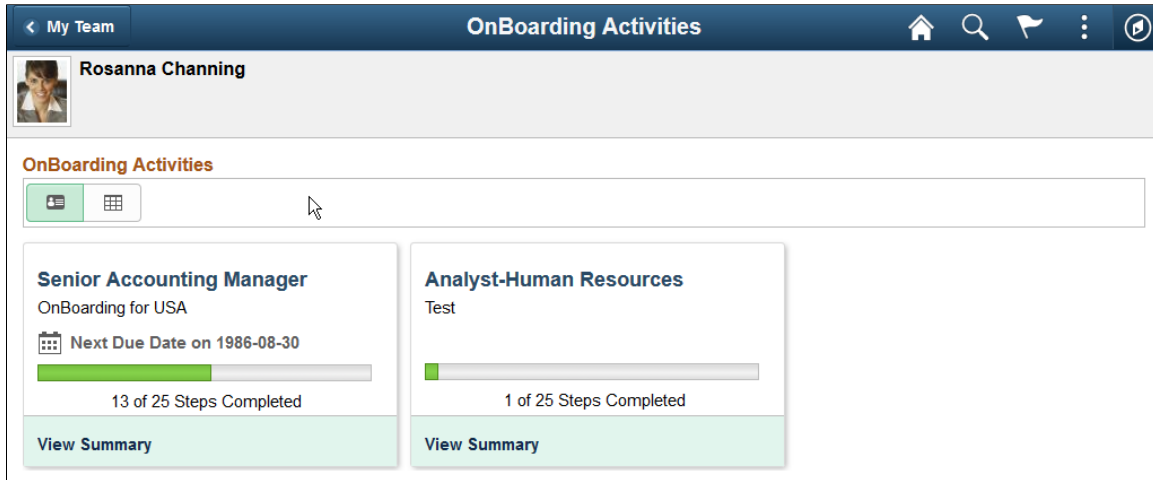 My Team
OnBoarding Activities
Rosanna Channing
OnBoarding Activities
Senior Accounting Manager
OnBoarding for USA
Next Due Date on 1986-08-30
13 of 25 Steps Completed
View Summary
Analyst-Human Resources
Test
1 of 25 Steps Completed
View Summary